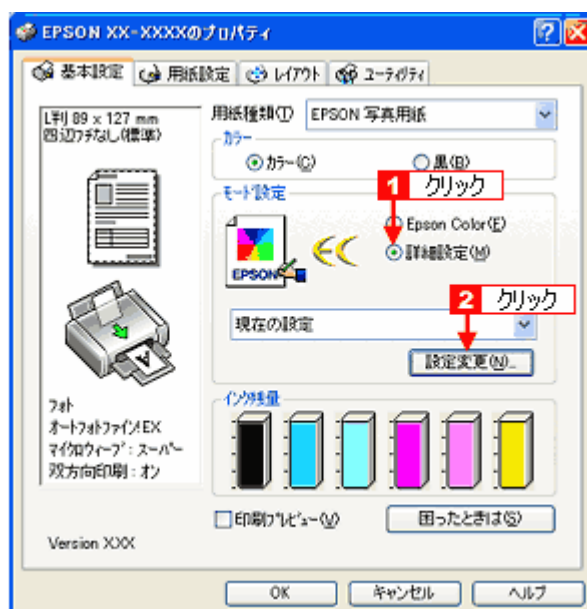 EPSON XX-XXXXのプロパティ
基本設定 用紙設定 レイアウト ユーティリティ
L判 89 x 127 mm
四辺フチなし(標準)
用紙種類(T) EPSON 写真用紙
カラー
カラー(C) 黒(B)
1 クリック
モード設定
Epson Color(E)
詳細設定(M)
EPSON
2 クリック
現在の設定
設定変更(N)...
インク残量
フォト
オートフォトファイン!EX
マイクロウィーブ：スーパー
双方向印刷：オン
印刷プレビュー(V) 困ったときは(S)
Version XXX
OK キャンセル ヘルプ